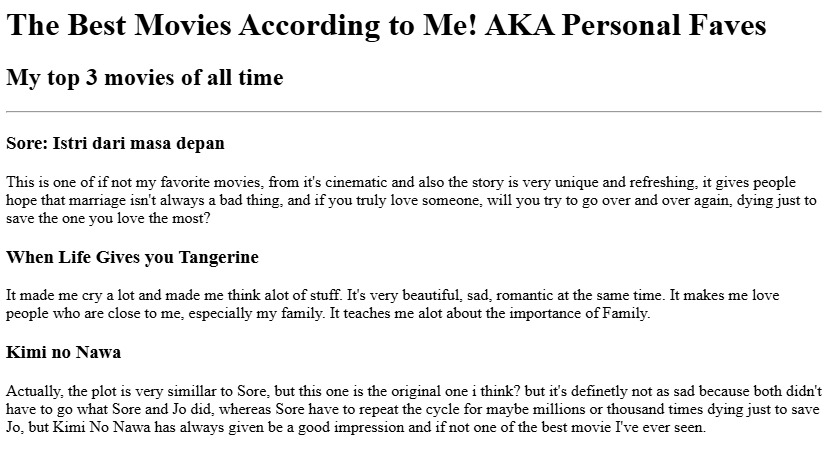 The Best Movies According to Me! AKA Personal Faves
My top 3 movies of all time
Sore: Istri dari masa depan
This is one of if not my favorite movies, from it's cinematic and also the story is very unique and refreshing, it gives people
hope that marriage isn't always a bad thing, and if you truly love someone, will you try to go over and over again, dying just to
save the one you love the most?
When Life Gives you Tangerine
It made me cry a lot and made me think alot of stuff. It's very beautiful, sad, romantic at the same time. It makes me love
people who are close to me, especially my family. It teaches me alot about the importance of Family.
Kimi no Nawa
Actually, the plot is very simillar to Sore, but this one is the original one i think? but it's definetly not as sad because both didn't
have to go what Sore and Jo did, whereas Sore have to repeat the cycle for maybe millions or thousand times dying just to save
Jo, but Kimi No Nawa has always given be a good impression and if not one of the best movie I've ever seen.